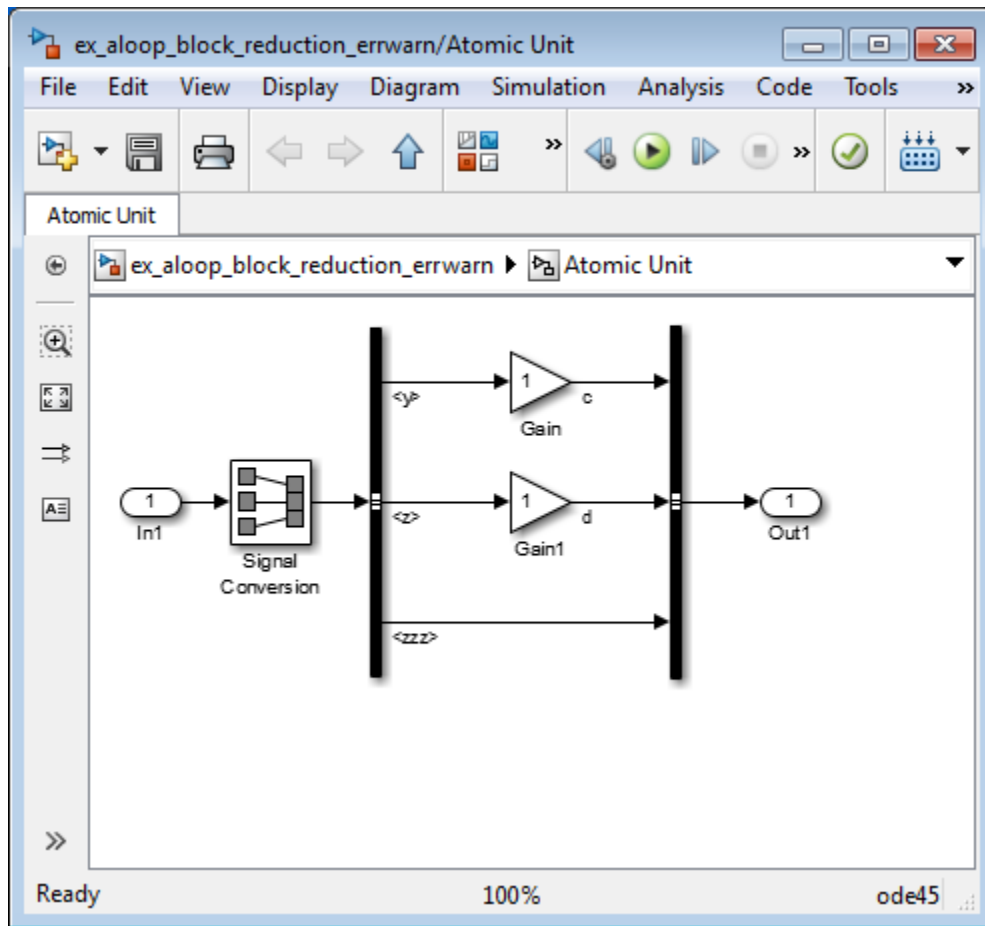 ex_aloop_block_reduction_errwarn/Atomic Unit
File Edit View Display Diagram Simulation Analysis Code Tools »
» »
Atomic Unit
ex_aloop_block_reduction_errwarn Atomic Unit
1
<y>
c
Gain
1
In1
Signal
Conversion
<z>
1
d
Gain1
1
Out1
<zzz>
»
Ready 100% ode45